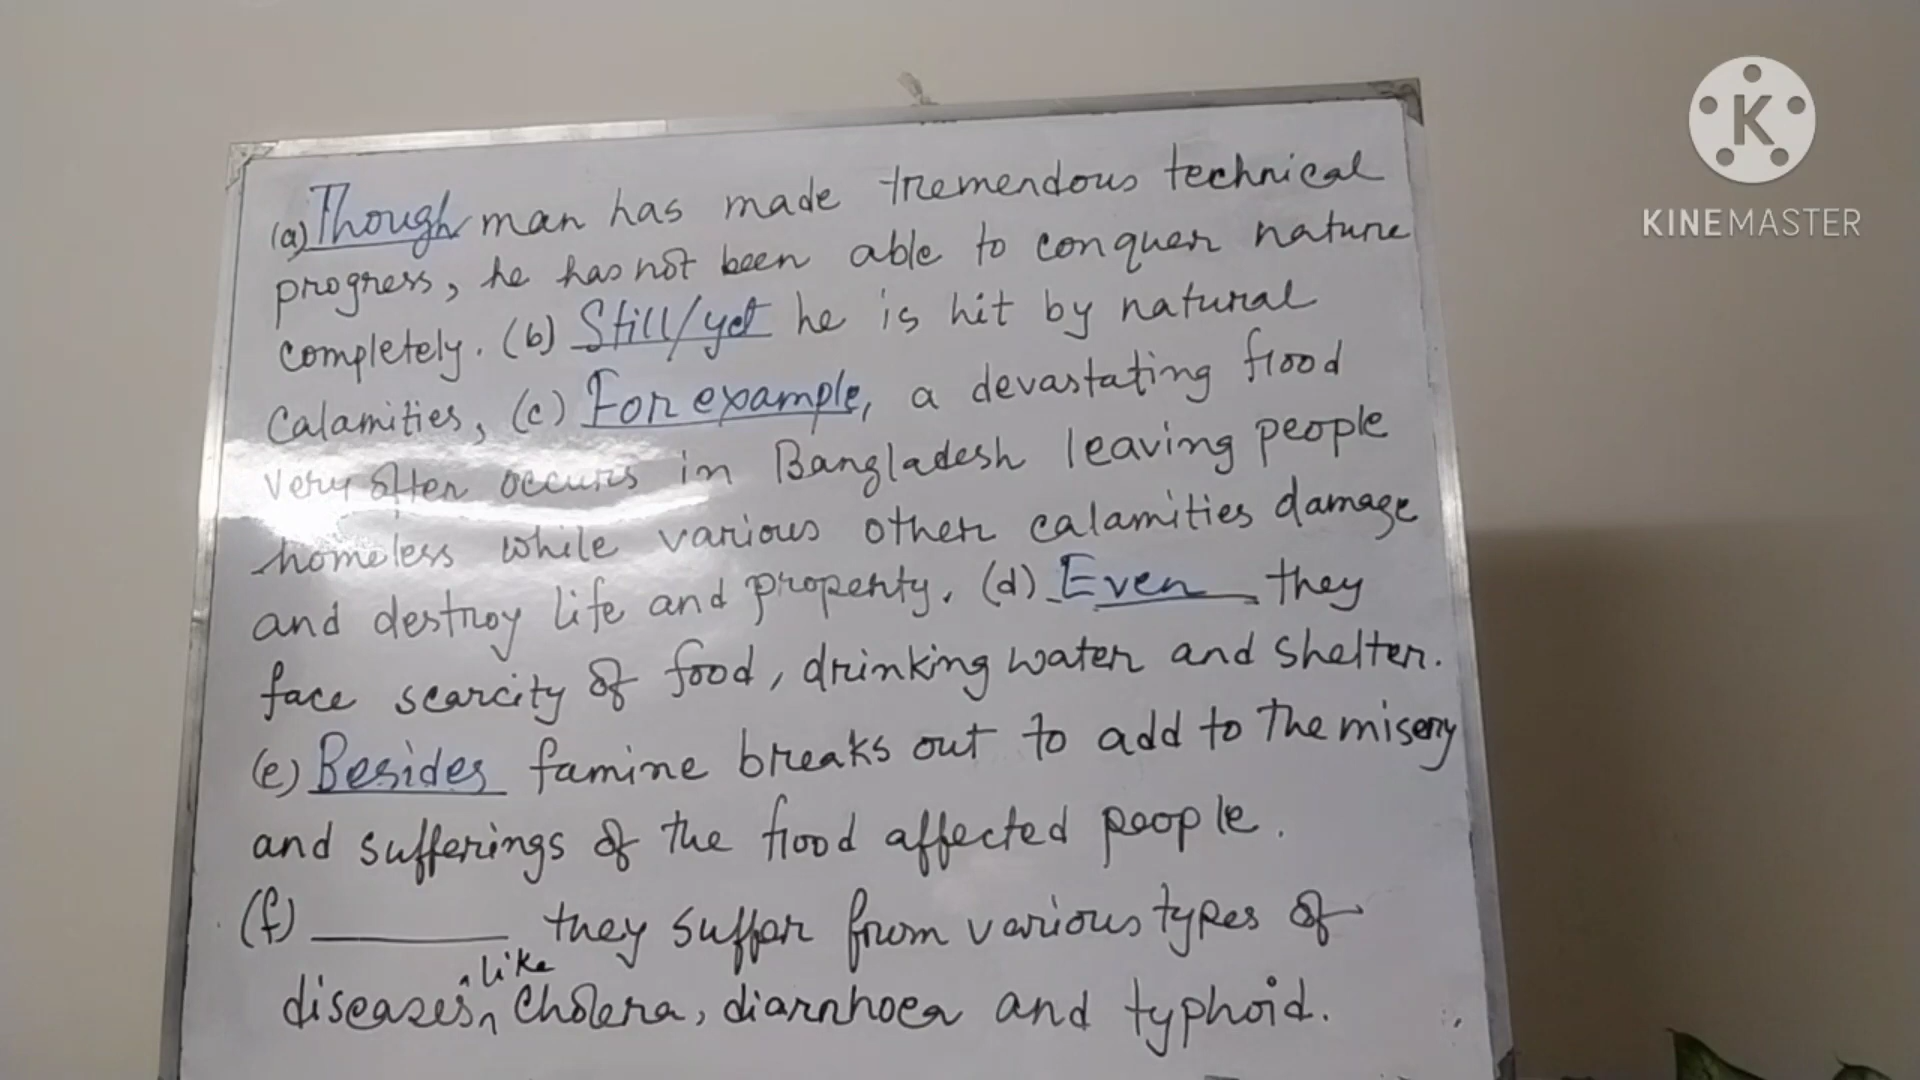 (a) Though man has made tremendous technical
progress, he has not been able to conquer nature
completely. (b) Still/yet he is hit by natural
Calamities, (c) For example, a devastating flood
very often occurs in Bangladesh leaving people
homeless while various other calamities damage
and destroy life and property. (d) Even they
face scarcity of food, drinking water and shelter.
(e) Besides famine breaks out to add to the misery
and sufferings of the flood affected people.
(f) ______ they suffer from various types of
diseases, like Cholera, diarrhoea and typhoid.
K
KINEMASTER